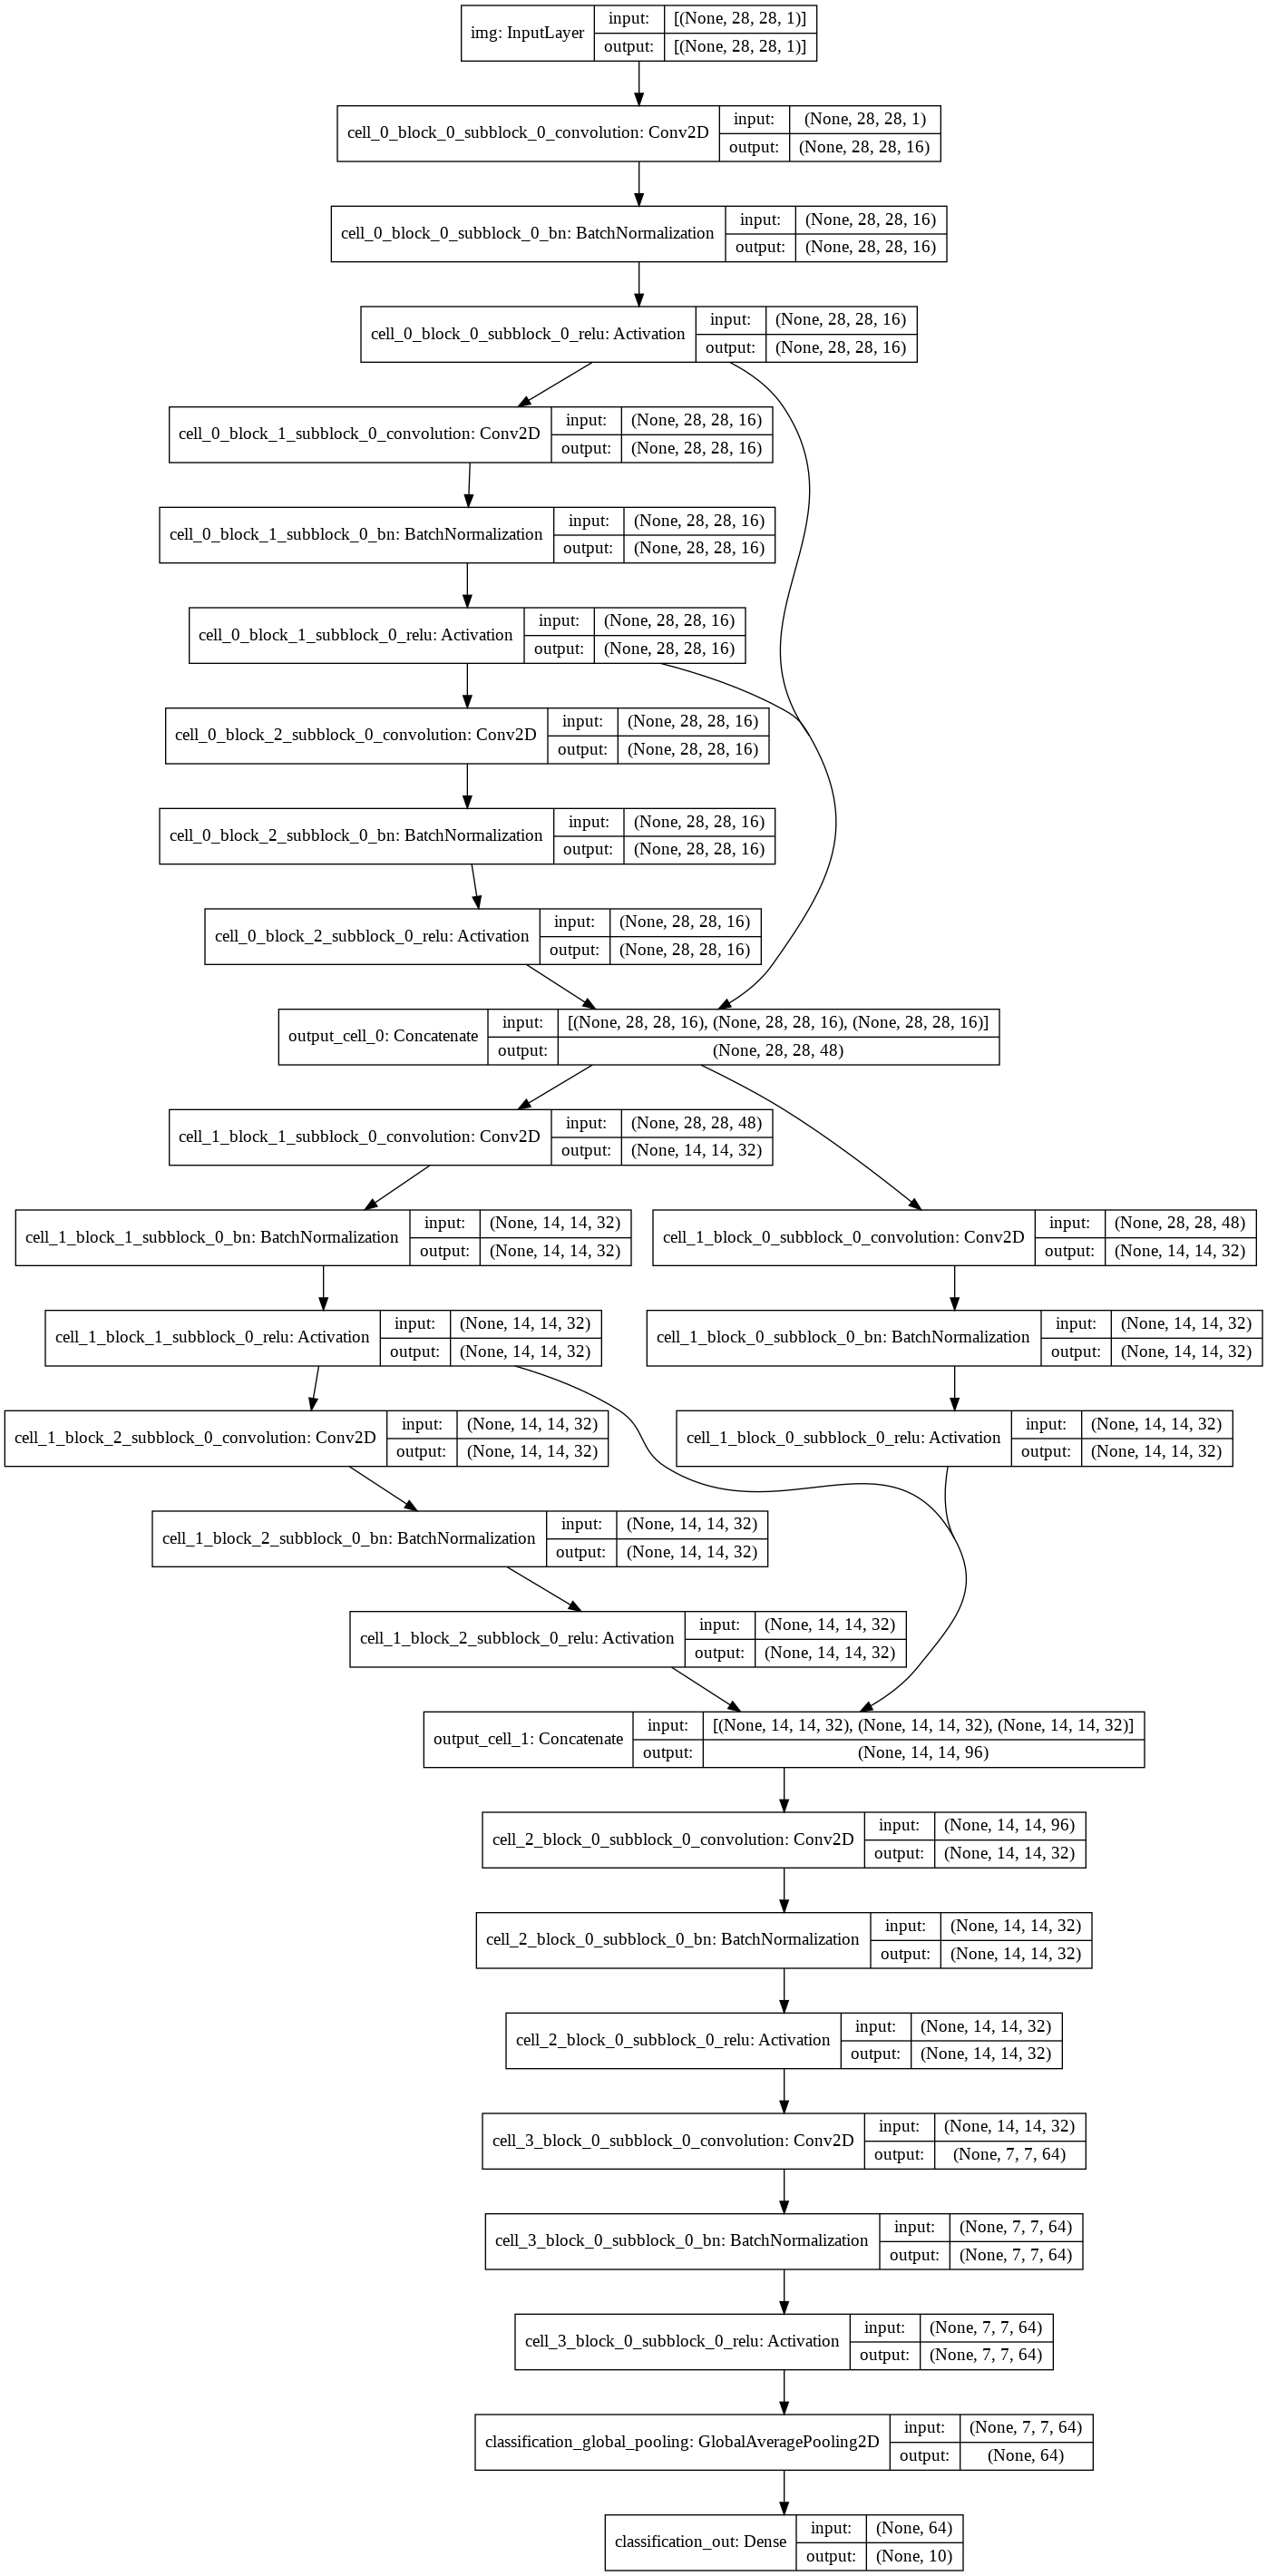 img: InputLayer input: [(None, 28, 28, 1)]
output: [(None, 28, 28, 1)]
cell_0_block_0_subblock_0_convolution: Conv2D input: (None, 28, 28, 1)
output: (None, 28, 28, 16)
cell_0_block_0_subblock_0_bn: BatchNormalization input: (None, 28, 28, 16)
output: (None, 28, 28, 16)
cell_0_block_0_subblock_0_relu: Activation input: (None, 28, 28, 16)
output: (None, 28, 28, 16)
cell_0_block_1_subblock_0_convolution: Conv2D input: (None, 28, 28, 16)
output: (None, 28, 28, 16)
cell_0_block_1_subblock_0_bn: BatchNormalization input: (None, 28, 28, 16)
output: (None, 28, 28, 16)
cell_0_block_1_subblock_0_relu: Activation input: (None, 28, 28, 16)
output: (None, 28, 28, 16)
cell_0_block_2_subblock_0_convolution: Conv2D input: (None, 28, 28, 16)
output: (None, 28, 28, 16)
cell_0_block_2_subblock_0_bn: BatchNormalization input: (None, 28, 28, 16)
output: (None, 28, 28, 16)
cell_0_block_2_subblock_0_relu: Activation input: (None, 28, 28, 16)
output: (None, 28, 28, 16)
output_cell_0: Concatenate input: [(None, 28, 28, 16), (None, 28, 28, 16), (None, 28, 28, 16)]
output: (None, 28, 28, 48)
cell_1_block_1_subblock_0_convolution: Conv2D input: (None, 28, 28, 48)
output: (None, 14, 14, 32)
cell_1_block_1_subblock_0_bn: BatchNormalization input: (None, 14, 14, 32)
output: (None, 14, 14, 32)
cell_1_block_0_subblock_0_convolution: Conv2D input: (None, 28, 28, 48)
output: (None, 14, 14, 32)
cell_1_block_1_subblock_0_relu: Activation input: (None, 14, 14, 32)
output: (None, 14, 14, 32)
cell_1_block_0_subblock_0_bn: BatchNormalization input: (None, 14, 14, 32)
output: (None, 14, 14, 32)
cell_1_block_2_subblock_0_convolution: Conv2D input: (None, 14, 14, 32)
output: (None, 14, 14, 32)
cell_1_block_0_subblock_0_relu: Activation input: (None, 14, 14, 32)
output: (None, 14, 14, 32)
cell_1_block_2_subblock_0_bn: BatchNormalization input: (None, 14, 14, 32)
output: (None, 14, 14, 32)
cell_1_block_2_subblock_0_relu: Activation input: (None, 14, 14, 32)
output: (None, 14, 14, 32)
output_cell_1: Concatenate input: [(None, 14, 14, 32), (None, 14, 14, 32), (None, 14, 14, 32)]
output: (None, 14, 14, 96)
cell_2_block_0_subblock_0_convolution: Conv2D input: (None, 14, 14, 96)
output: (None, 14, 14, 32)
cell_2_block_0_subblock_0_bn: BatchNormalization input: (None, 14, 14, 32)
output: (None, 14, 14, 32)
cell_2_block_0_subblock_0_relu: Activation input: (None, 14, 14, 32)
output: (None, 14, 14, 32)
cell_3_block_0_subblock_0_convolution: Conv2D input: (None, 14, 14, 32)
output: (None, 7, 7, 64)
cell_3_block_0_subblock_0_bn: BatchNormalization input: (None, 7, 7, 64)
output: (None, 7, 7, 64)
cell_3_block_0_subblock_0_relu: Activation input: (None, 7, 7, 64)
output: (None, 7, 7, 64)
classification_global_pooling: GlobalAveragePooling2D input: (None, 7, 7, 64)
output: (None, 64)
classification_out: Dense input: (None, 64)
output: (None, 10)